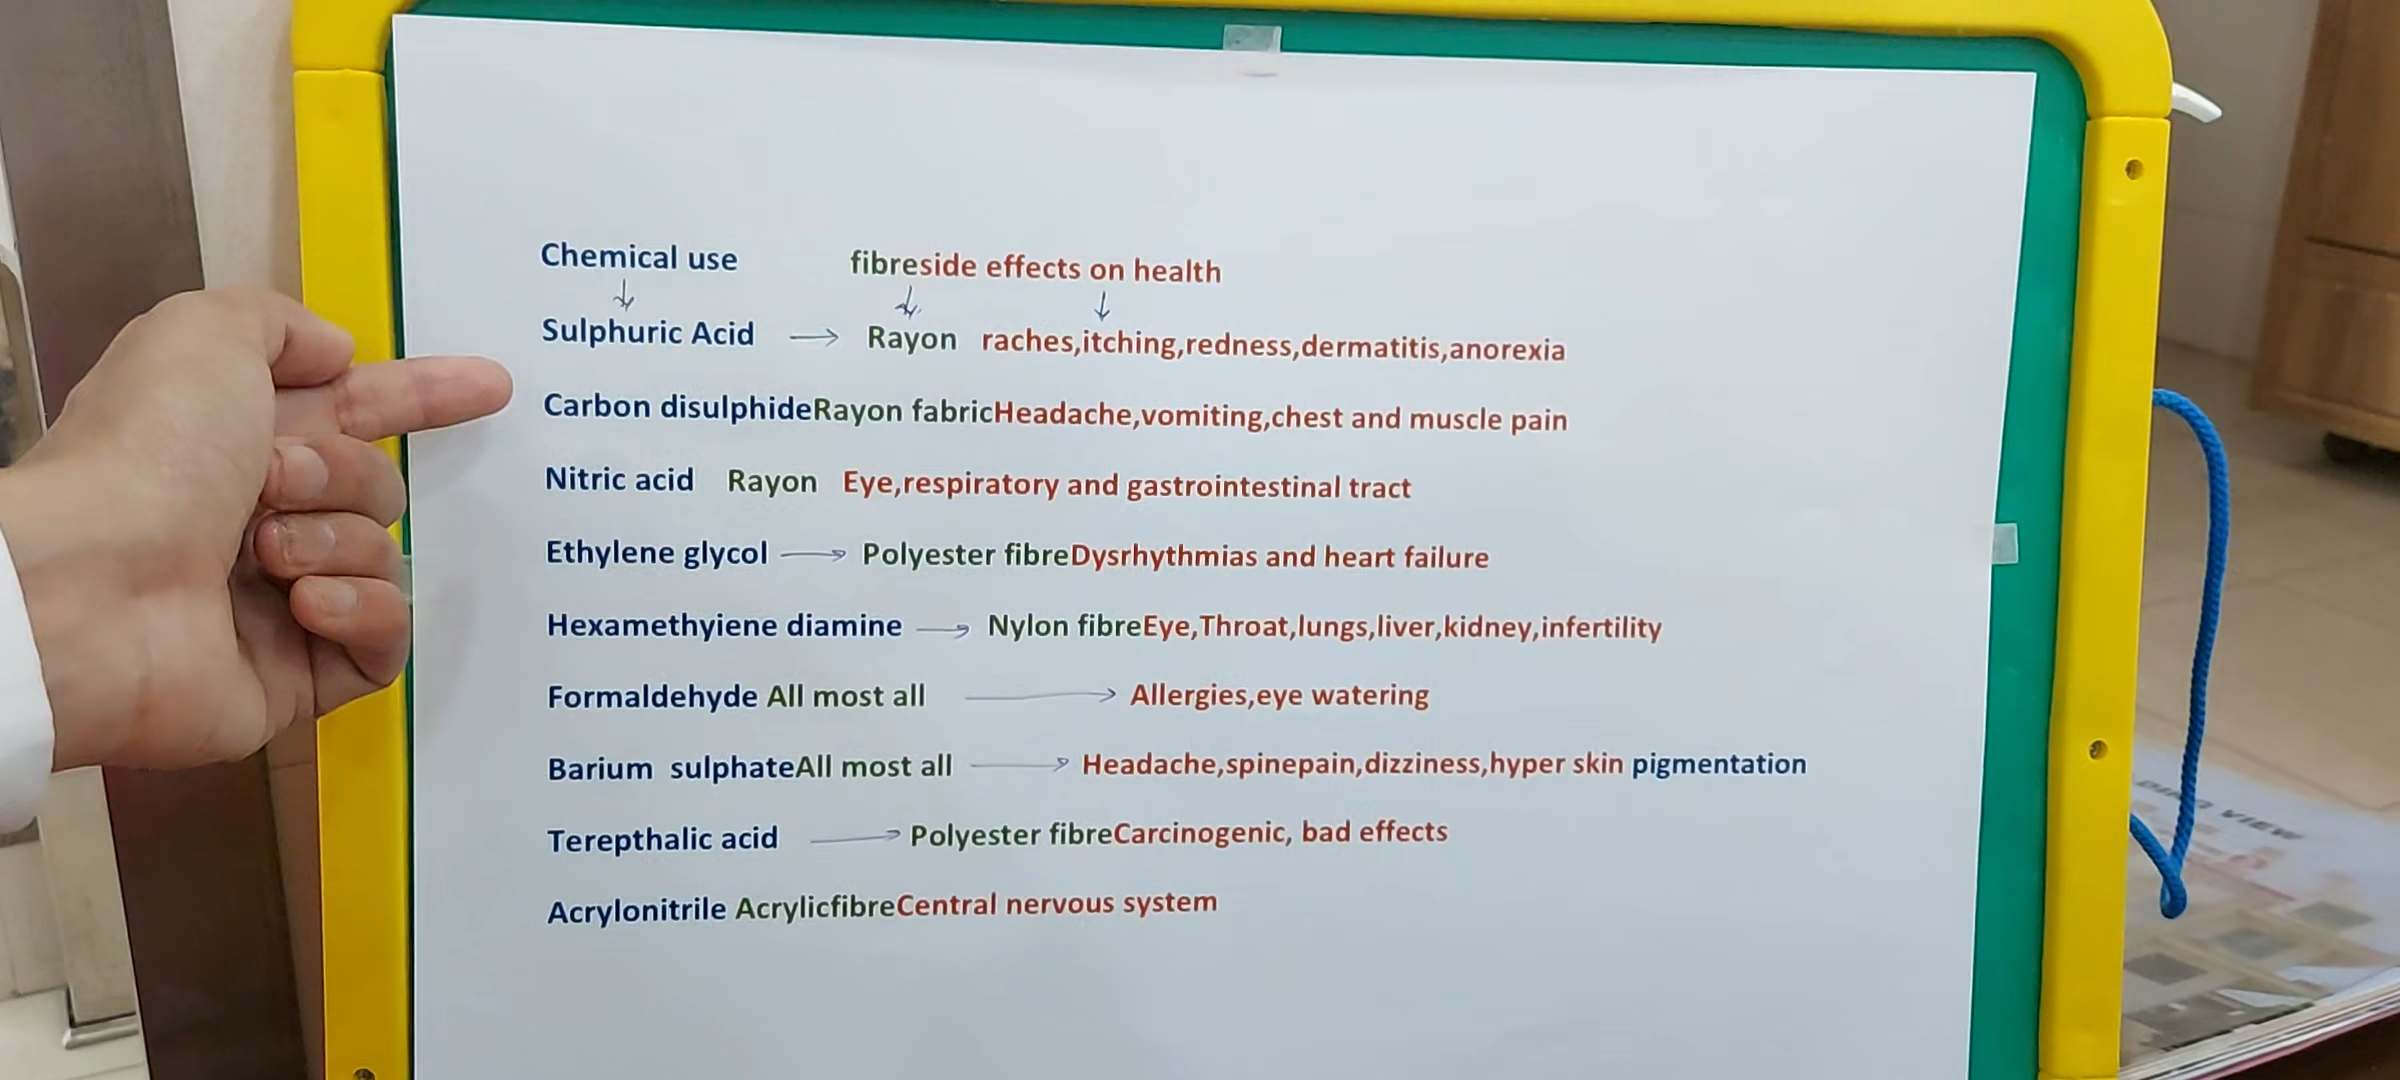 Chemical use fibreside effects on health
Sulphuric Acid → Rayon raches,itching,redness,dermatitis,anorexia
Carbon disulphideRayon fabricHeadache,vomiting,chest and muscle pain
Nitric acid Rayon Eye,respiratory and gastrointestinal tract
Ethylene glycol → Polyester fibreDysrhythmias and heart failure
Hexamethyiene diamine → Nylon fibreEye,Throat,lungs,liver,kidney,infertility
Formaldehyde All most all → Allergies,eye watering
Barium sulphateAll most all → Headache,spinepain,dizziness,hyper skin pigmentation
Terepthalic acid → Polyester fibreCarcinogenic, bad effects
Acrylonitrile AcrylicfibreCentral nervous system
VIEW